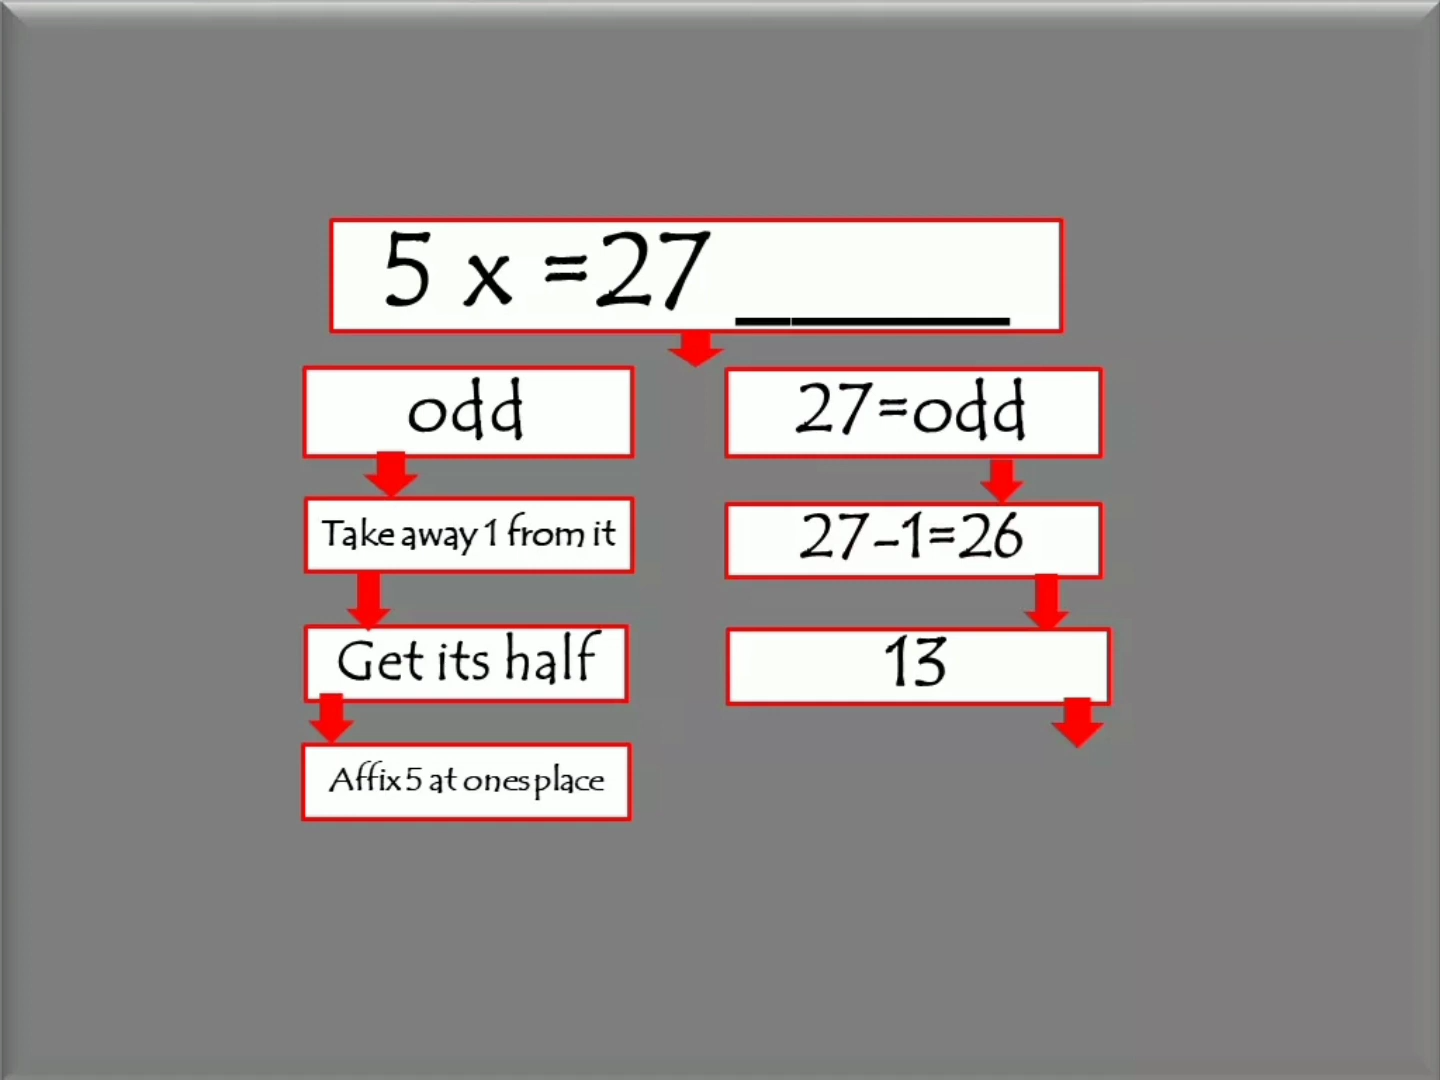 5 x =27 ________
odd
27=odd
Take away 1 from it
27-1=26
Get its half
13
Affix 5 at ones place